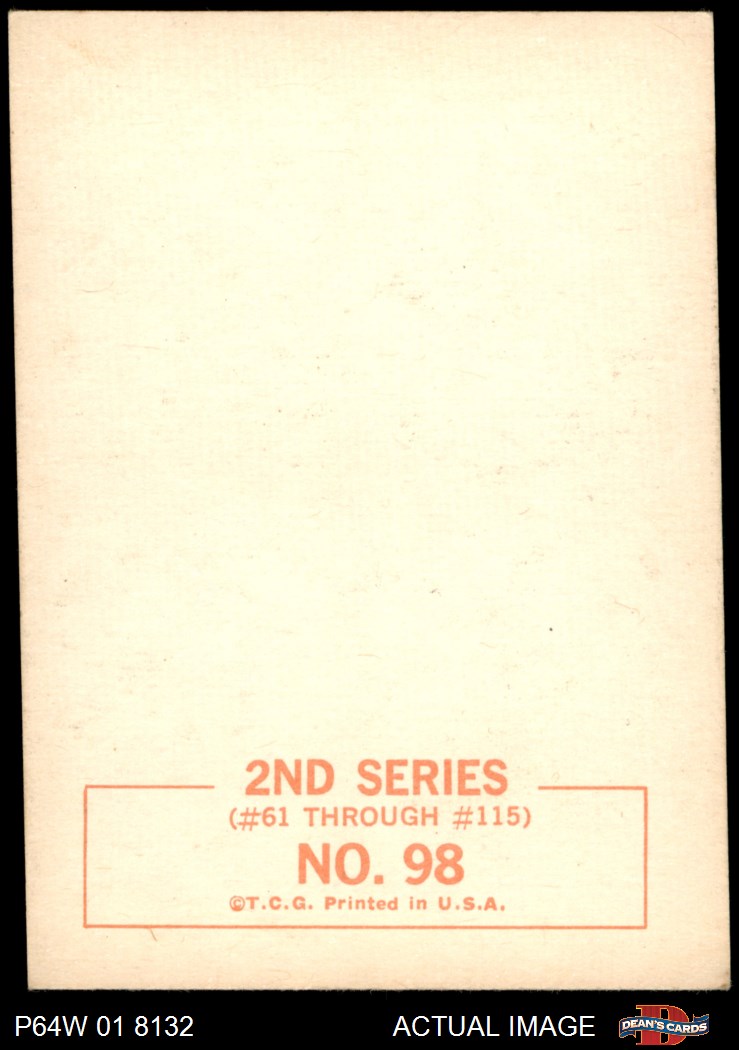 2ND SERIES
(#61 THROUGH #115)
NO. 98
©T.C.G. Printed in U.S.A.
P64W 01 8132
ACTUAL IMAGE
D
DEAN'S CARDS